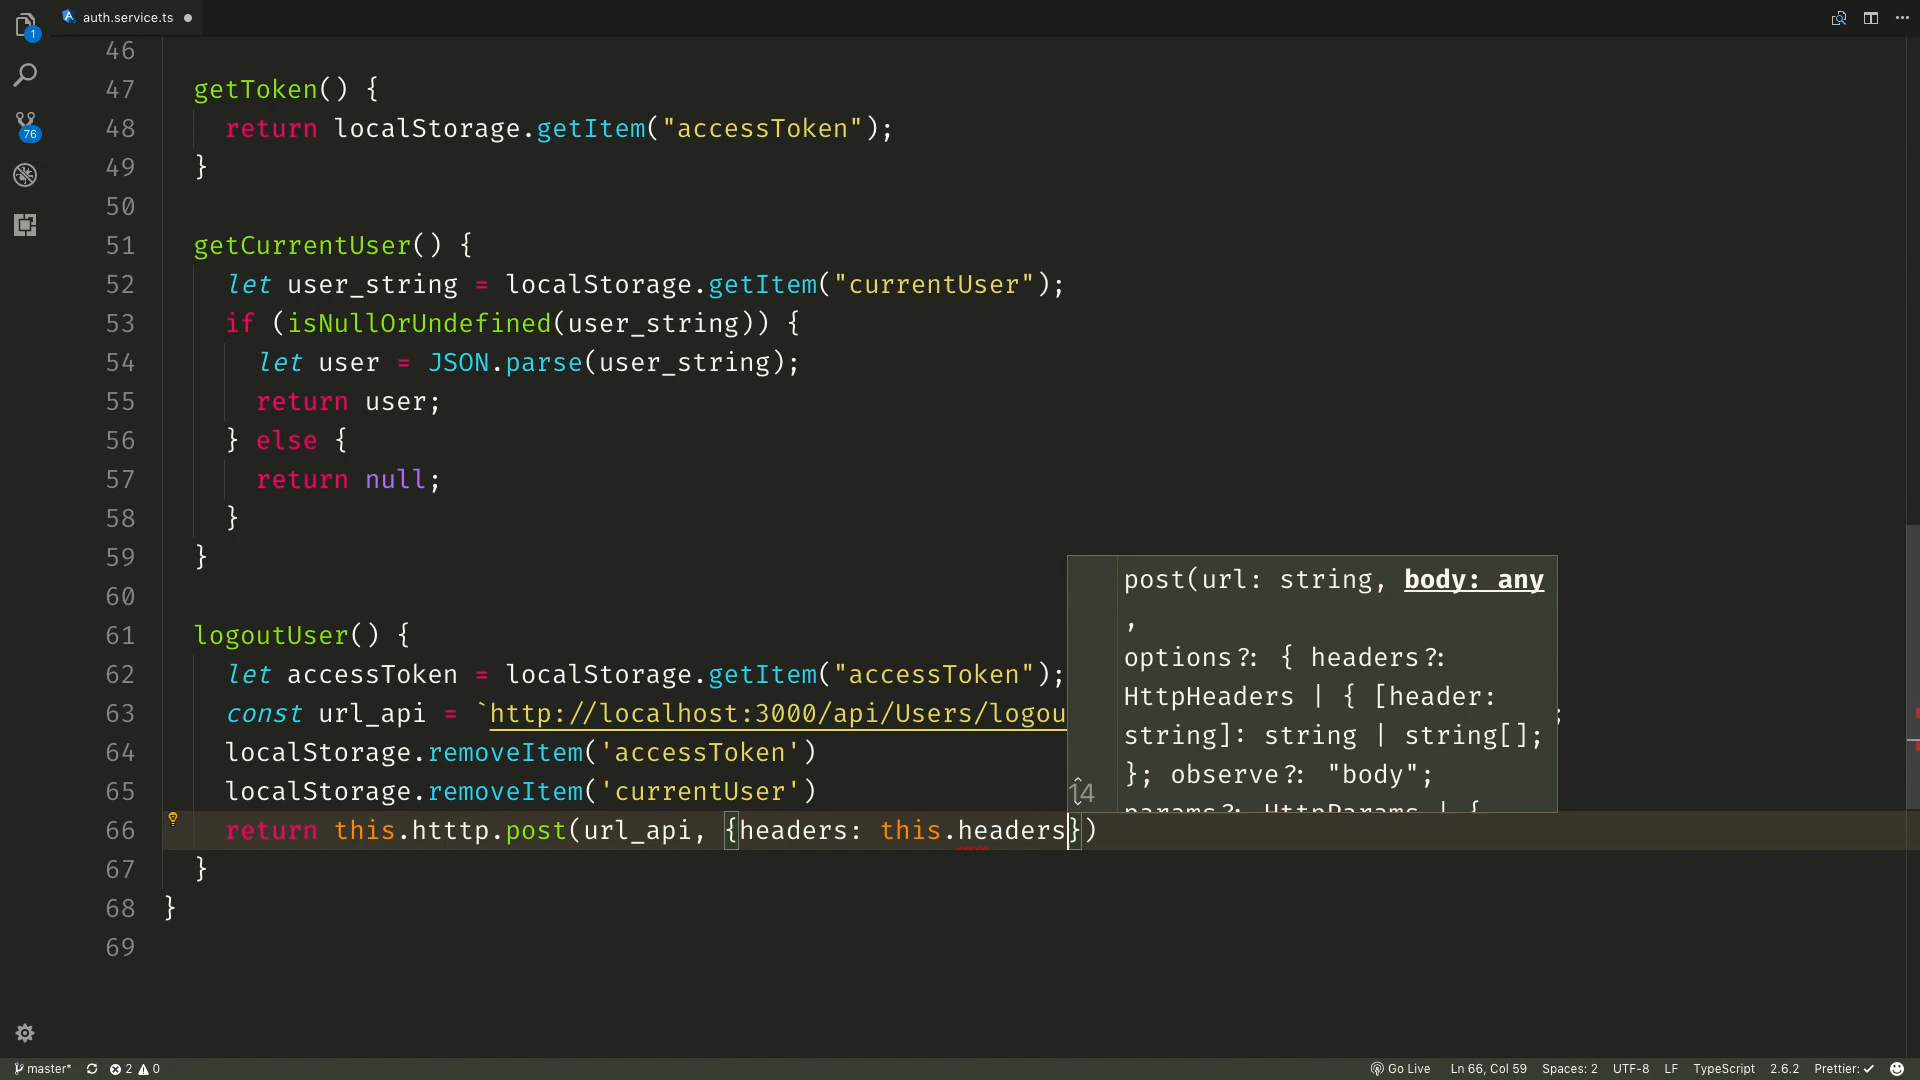 auth.service.ts
1
46
47 getToken() {
48 return localStorage.getItem("accessToken");
49 }
50
51 getCurrentUser() {
52 let user_string = localStorage.getItem("currentUser");
53 if (isNullOrUndefined(user_string)) {
54 let user = JSON.parse(user_string);
55 return user;
56 } else {
57 return null;
58 }
59 }
60
61 logoutUser() {
62 let accessToken = localStorage.getItem("accessToken");
63 const url_api = `http://localhost:3000/api/Users/logou ;
64 localStorage.removeItem('accessToken')
65 localStorage.removeItem('currentUser')
66 return this.htttp.post(url_api, {headers: this.headers})
67 }
68 }
69
76
post(url: string, body: any
,
options?: { headers?:
HttpHeaders | { [header:
string]: string | string[];
}; observe?: "body";
params?: HttpParams | {
14
master* 2 0 Go Live Ln 66, Col 59 Spaces: 2 UTF-8 LF TypeScript 2.6.2 Prettier: ✓